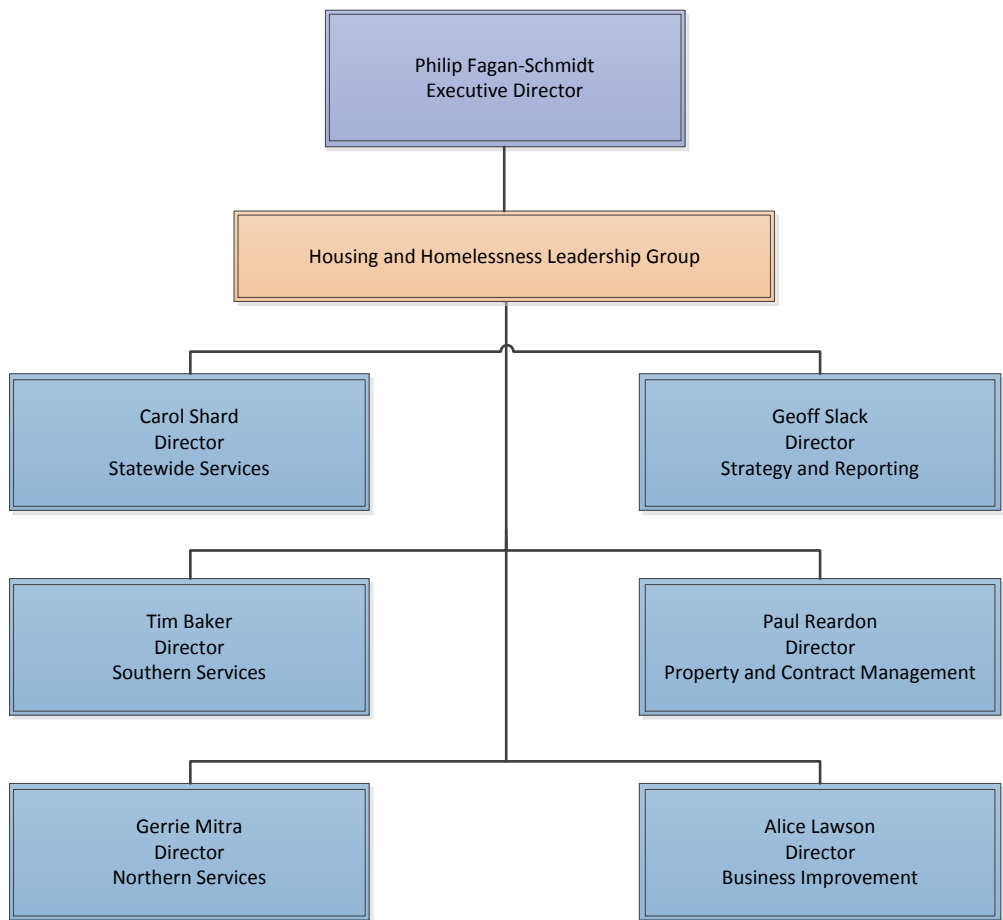 Philip Fagan-Schmidt
Executive Director
Housing and Homelessness Leadership Group
Carol Shard
Director
Statewide Services
Geoff Slack
Director
Strategy and Reporting
Tim Baker
Director
Southern Services
Paul Reardon
Director
Property and Contract Management
Gerrie Mitra
Director
Northern Services
Alice Lawson
Director
Business Improvement